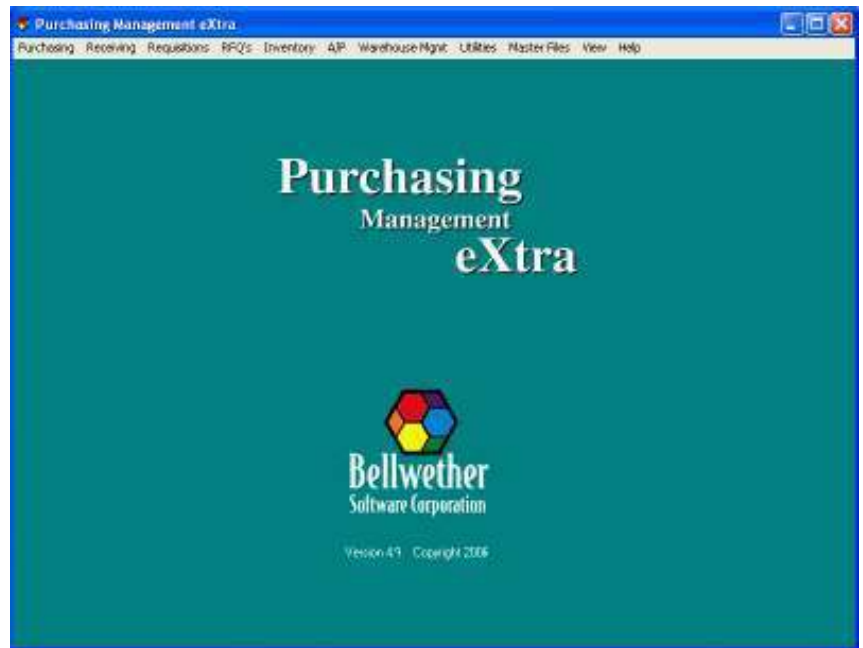 Purchasing Management eXtra
Purchasing Receiving Requisitions RFQ's Inventory A/P Warehouse Mgnt Utilities Master Files View Help
Purchasing
Management
eXtra
Bellwether
Software Corporation
Version 4.9 Copyright 2006